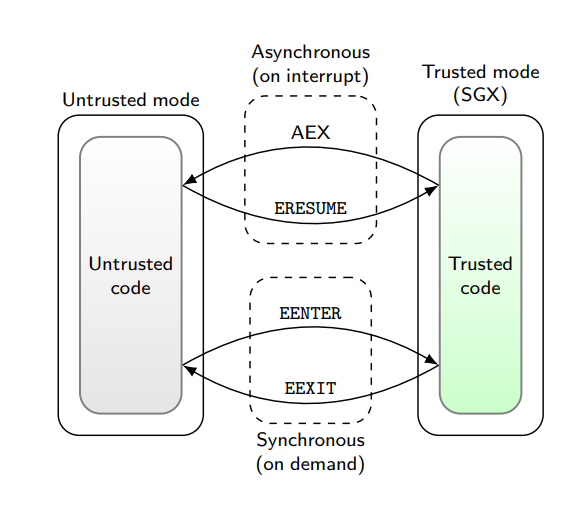 Asynchronous
(on interrupt)
Trusted mode
(SGX)
Untrusted mode
AEX
ERESUME
Untrusted
code
Trusted
code
EENTER
EEXIT
Synchronous
(on demand)